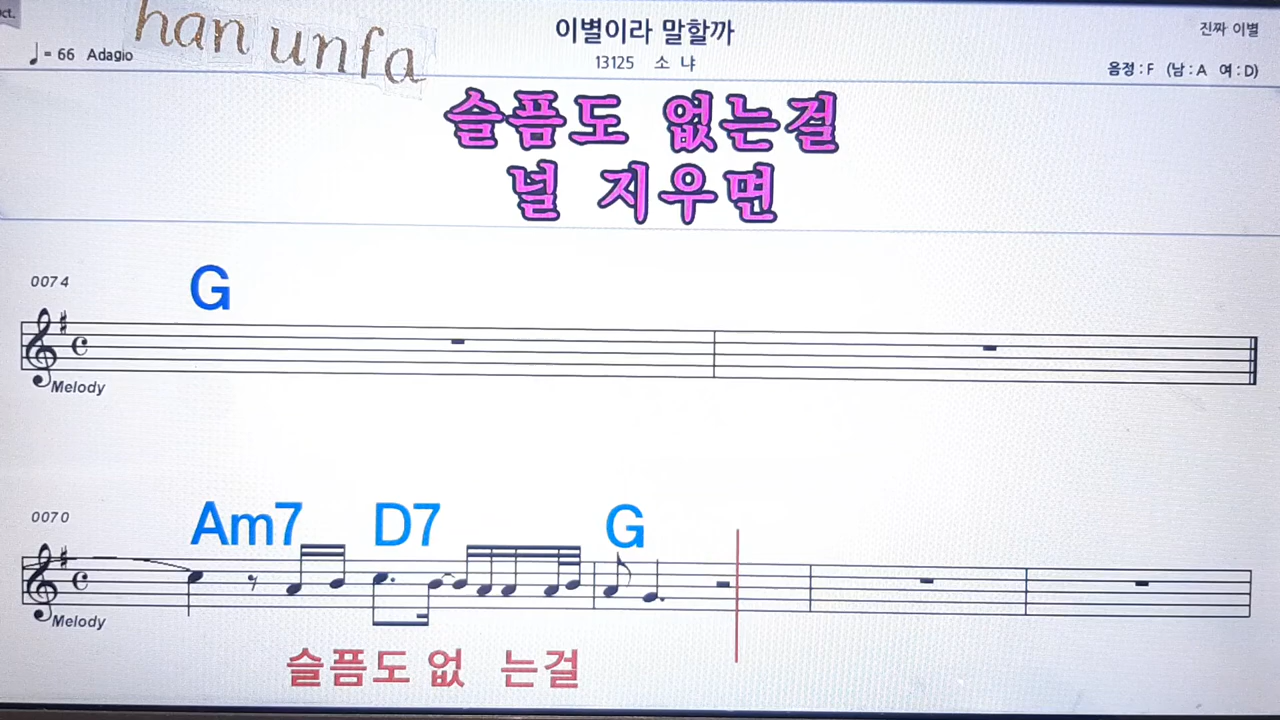 ct.
han unfa
이별이라 말할까
진짜 이별
♩= 66 Adagio
13125 소 냐
음정 : F (남 : A 여 : D)
슬픔도 없는걸
널 지우면
0074
G
Melody
0070
Am7 D7 G
Melody
슬픔도 없 는걸